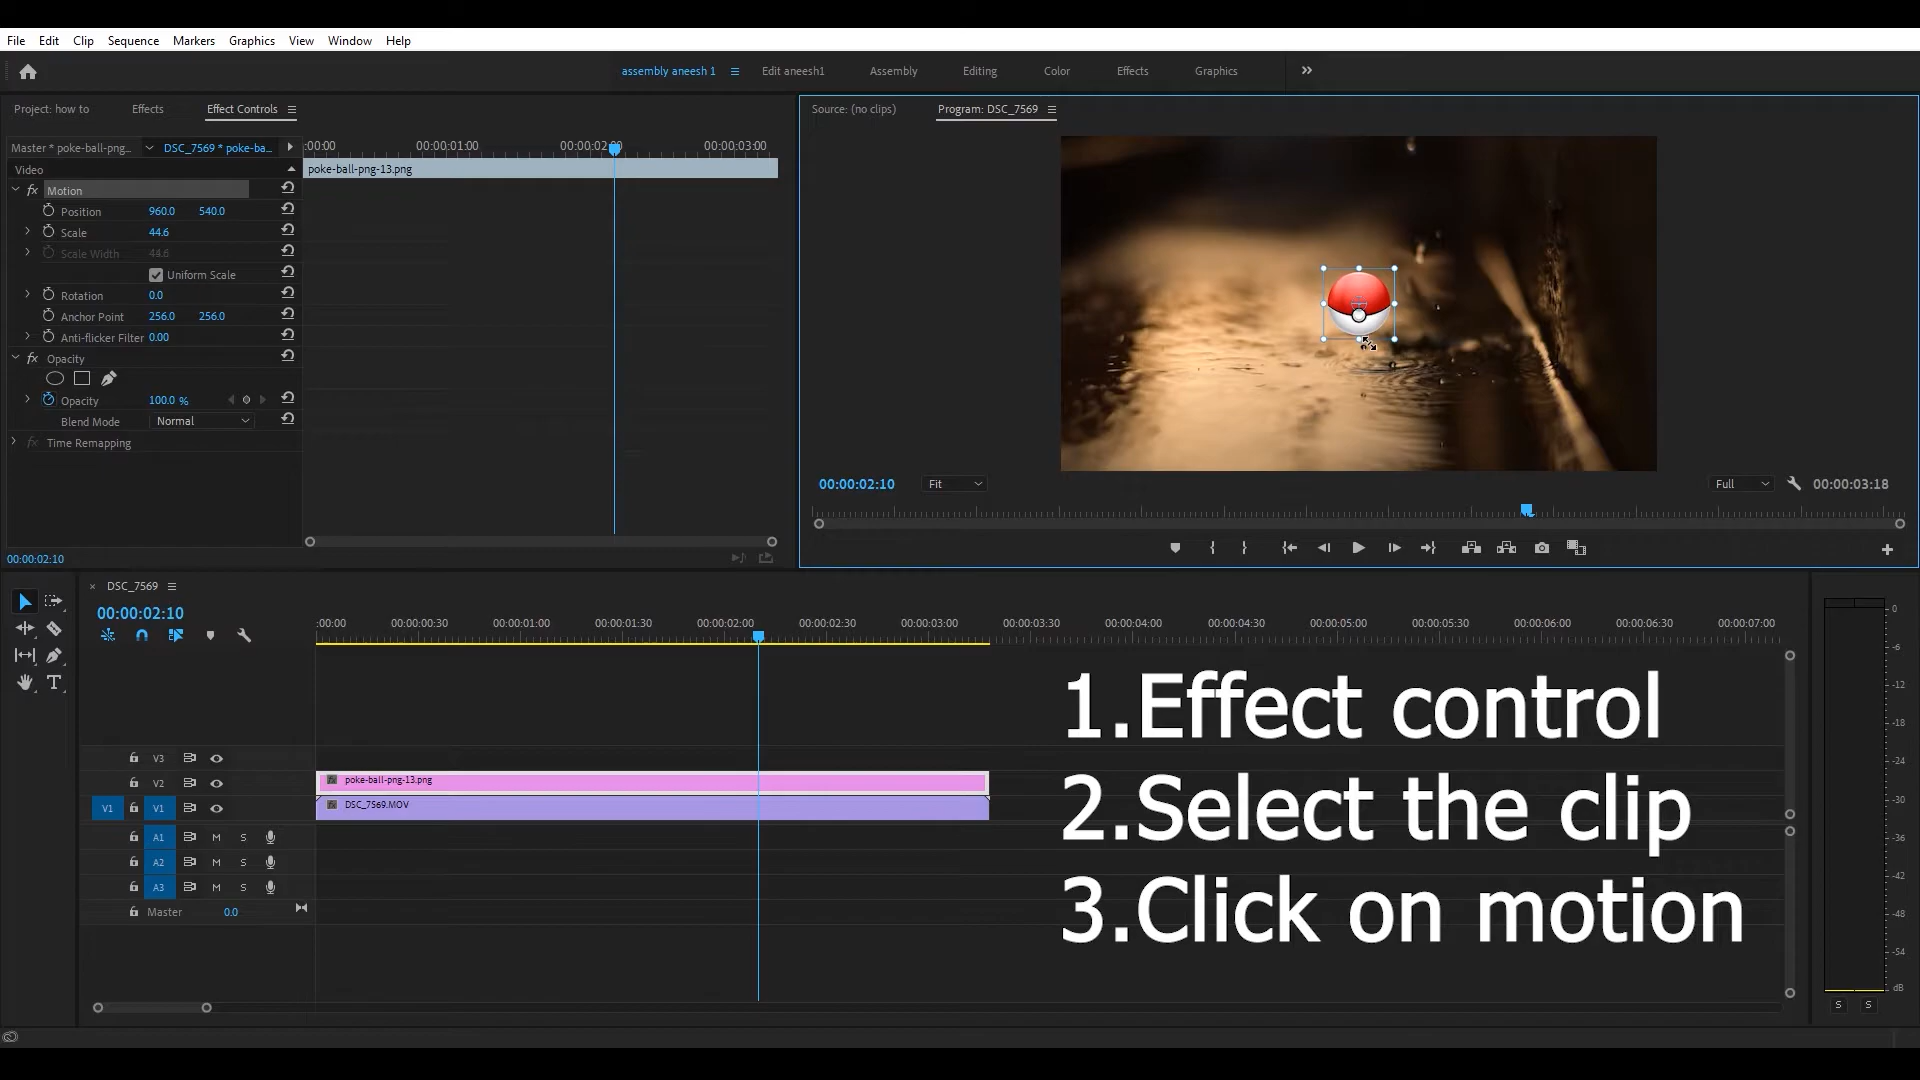 File Edit Clip Sequence Markers Graphics View Window Help
assembly aneesh 1 Edit aneesh1 Assembly Editing Color Effects Graphics
Project: how to Effects Effect Controls
Source: (no clips) Program: DSC_7569
Master * poke-ball-png... DSC_7569 * poke-ba...
:00:00 00:00:01:00 00:00:02:00 00:00:03:00
Video
poke-ball-png-13.png
fx Motion
Position 960.0 540.0
Scale 44.6
Scale Width 44.6
Uniform Scale
Rotation 0.0
Anchor Point 256.0 256.0
Anti-flicker Filter 0.00
fx Opacity
Opacity 100.0 %
Blend Mode Normal
fx Time Remapping
00:00:02:10
00:00:02:10 Fit Full 00:00:03:18
DSC_7569
00:00:02:10
:00:00 00:00:00:30 00:00:01:00 00:00:01:30 00:00:02:00 00:00:02:30 00:00:03:00 00:00:03:30 00:00:04:00 00:00:04:30 00:00:05:00 00:00:05:30 00:00:06:00 00:00:06:30 00:00:07:00
V3
V2 fx poke-ball-png-13.png
V1 V1 fx DSC_7569.MOV
A1 M S
A2 M S
A3 M S
Master 0.0
1.Effect control
2.Select the clip
3.Click on motion
0
-6
-12
-18
-24
-30
-36
-42
-48
-54
dB
S S